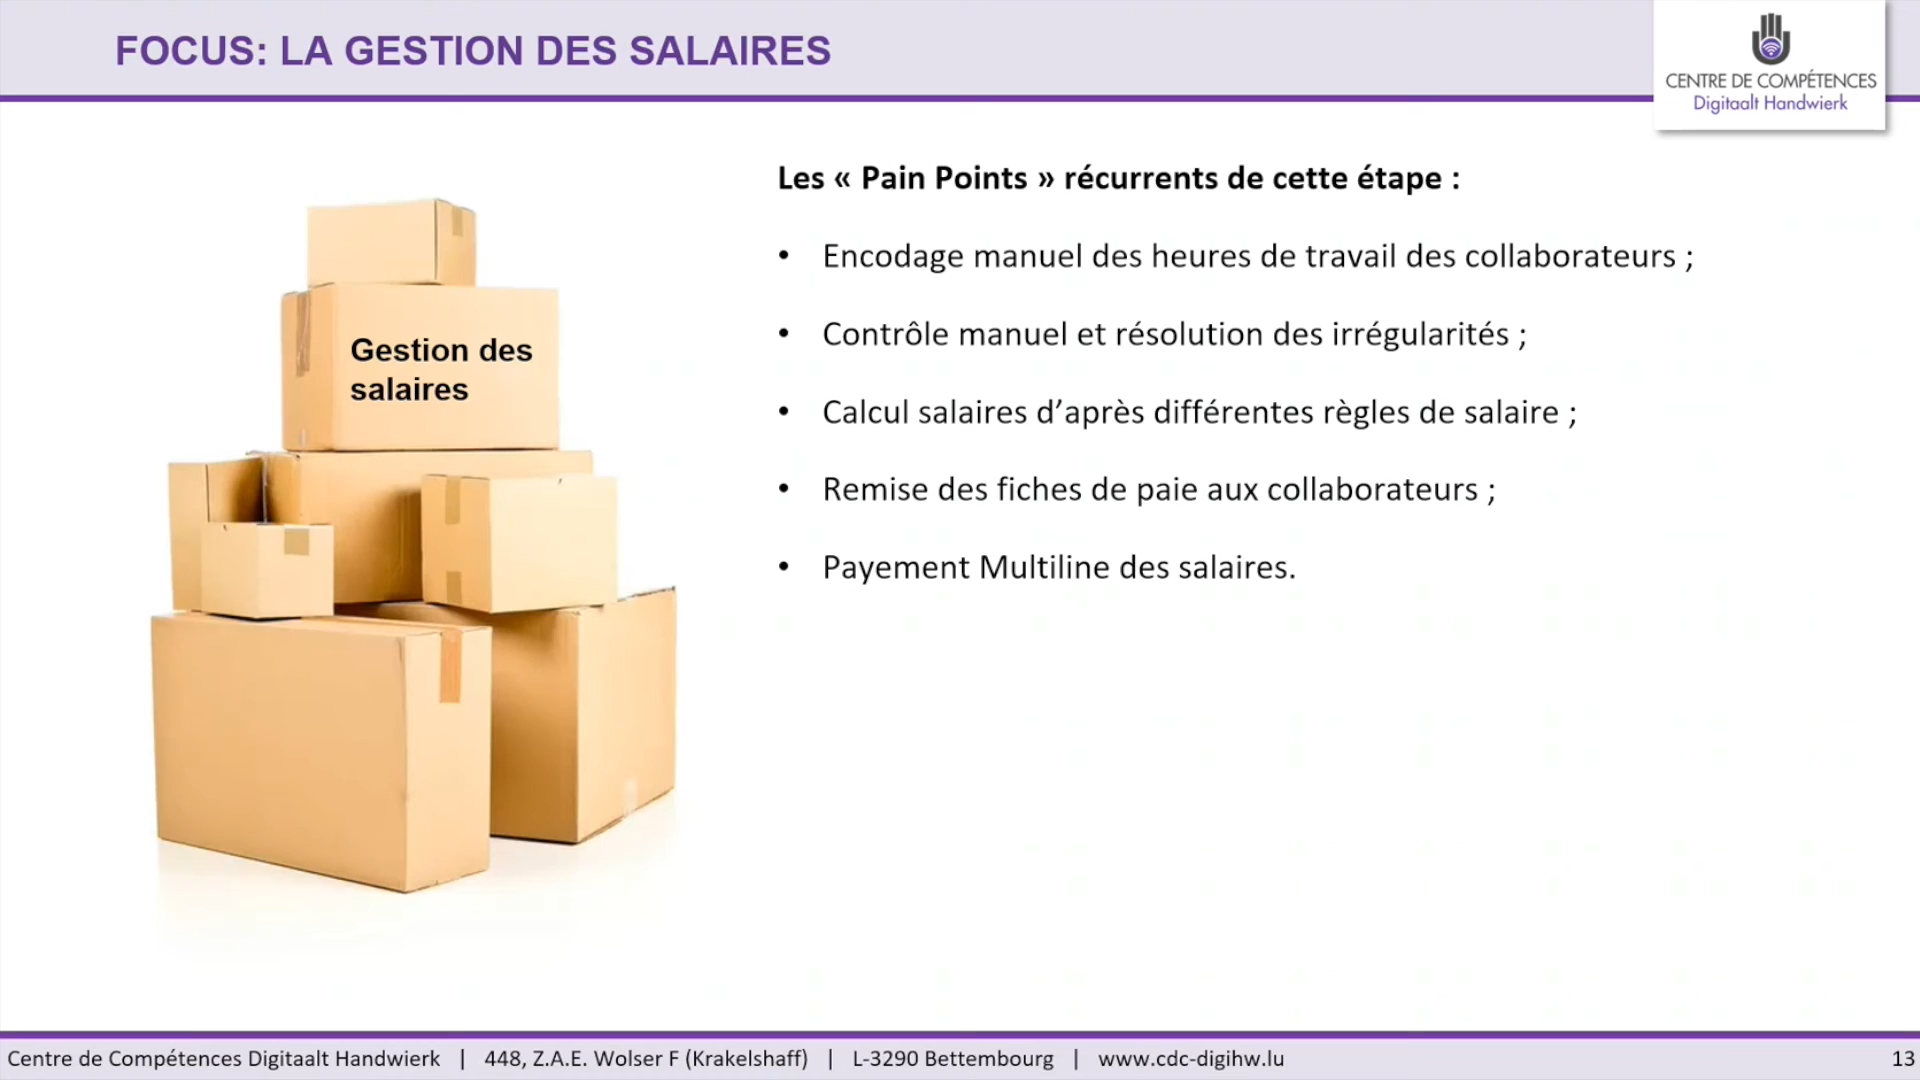 FOCUS: LA GESTION DES SALAIRES
CENTRE DE COMPÉTENCES
Digitaalt Handwierk
Gestion des
salaires
Les « Pain Points » récurrents de cette étape :
• Encodage manuel des heures de travail des collaborateurs ;
• Contrôle manuel et résolution des irrégularités ;
• Calcul salaires d’après différentes règles de salaire ;
• Remise des fiches de paie aux collaborateurs ;
• Payement Multiline des salaires.
Centre de Compétences Digitaalt Handwierk | 448, Z.A.E. Wolser F (Krakelshaff) | L-3290 Bettembourg | www.cdc-digihw.lu 13